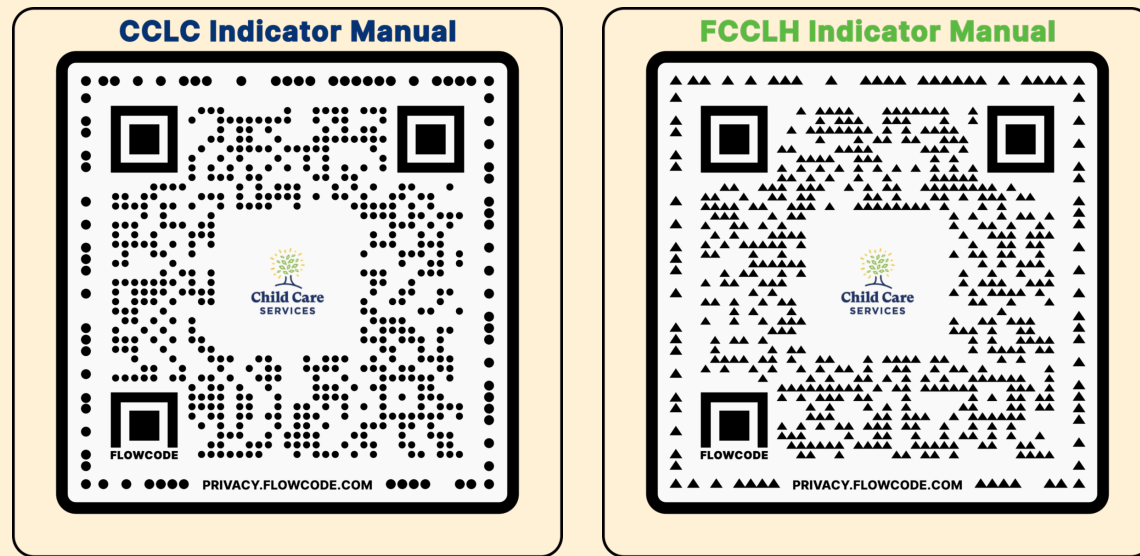 CCLC Indicator Manual
Child Care
SERVICES
FLOWCODE
PRIVACY.FLOWCODE.COM
FCCLH Indicator Manual
Child Care
SERVICES
FLOWCODE
PRIVACY.FLOWCODE.COM